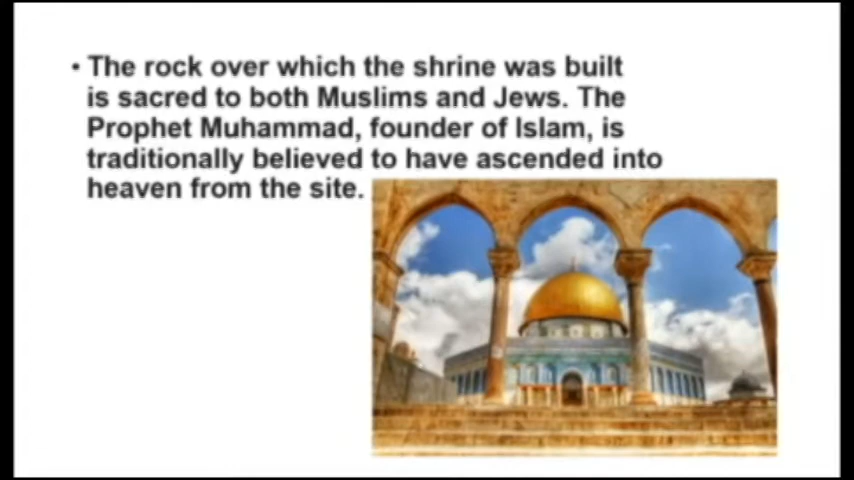 • The rock over which the shrine was built
is sacred to both Muslims and Jews. The
Prophet Muhammad, founder of Islam, is
traditionally believed to have ascended into
heaven from the site.